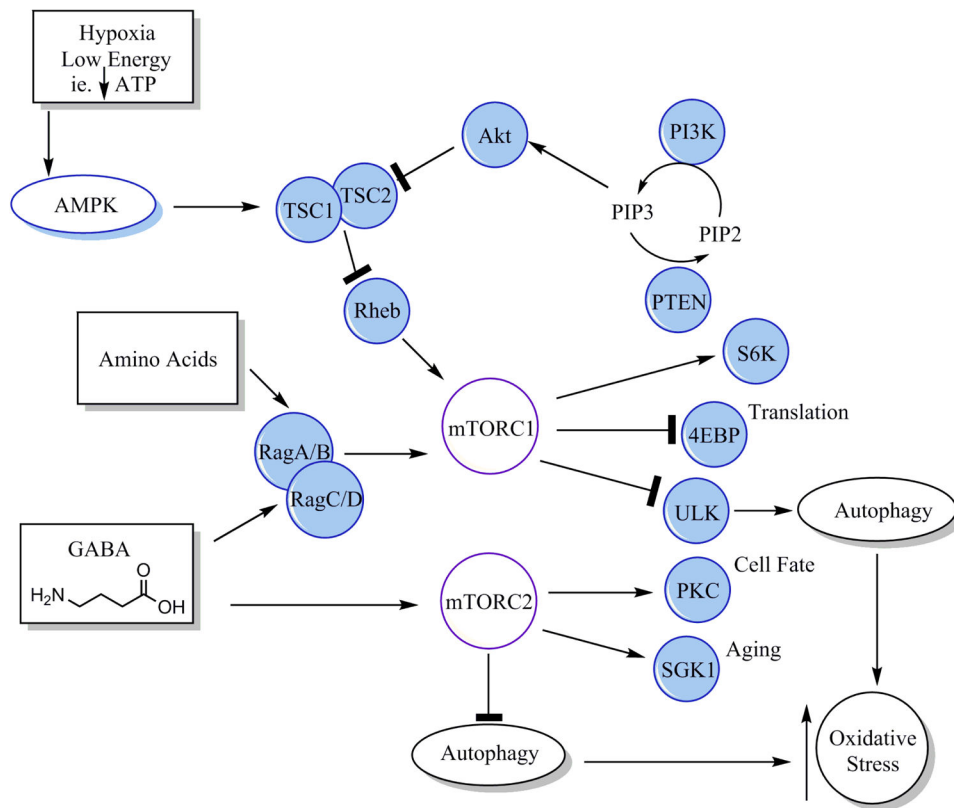 Hypoxia
Low Energy
ie. ATP
AMPK
TSC1
TSC2
Akt
PI3K
PIP3
PIP2
PTEN
Rheb
Amino Acids
RagA/B
RagC/D
mTORC1
S6K
4EBP
Translation
ULK
Autophagy
GABA
H2N
O
OH
mTORC2
PKC
Cell Fate
SGK1
Aging
Autophagy
Oxidative
Stress